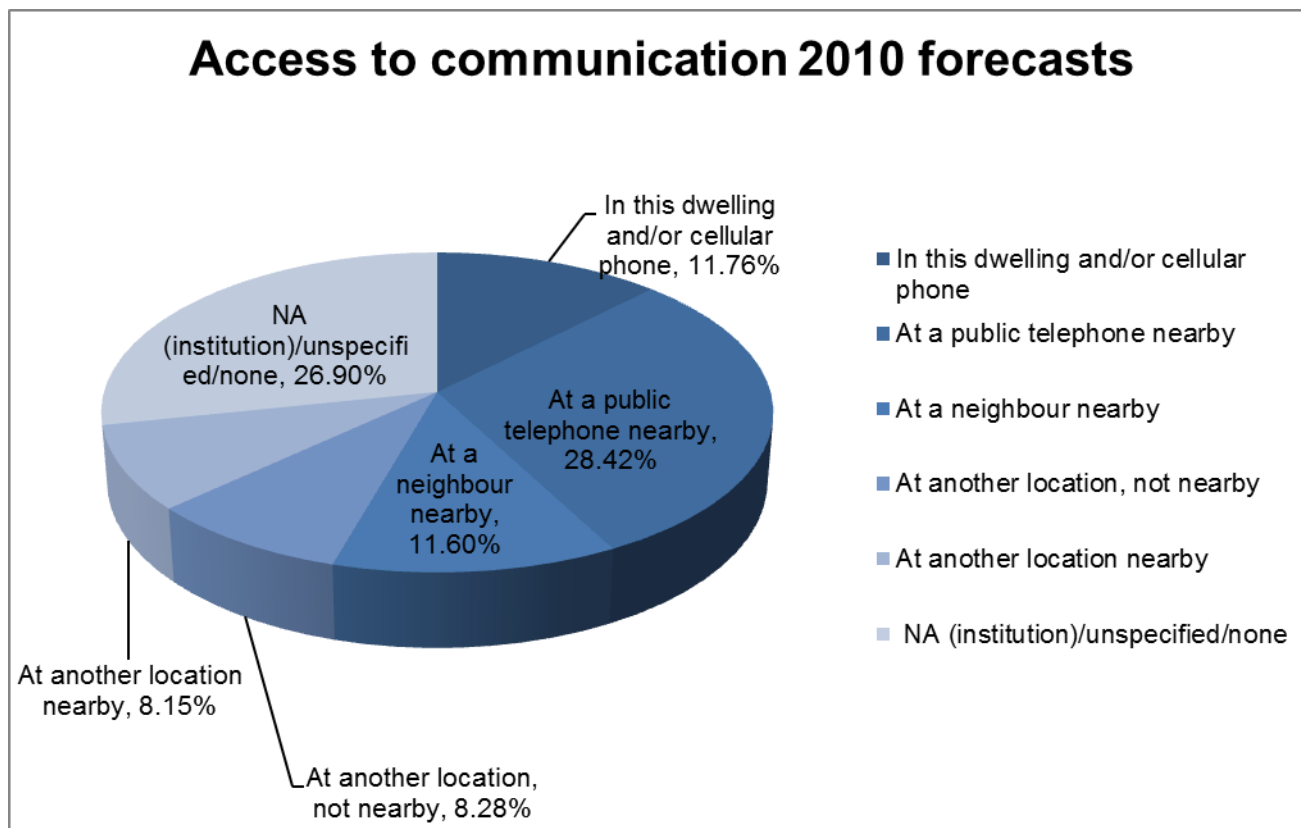 Access to communication 2010 forecasts
In this dwelling
and/or cellular
phone, 11.76%
NA
(institution)/unspecifi
ed/none, 26.90%
At a public
telephone nearby,
28.42%
At a
neighbour
nearby,
11.60%
At another location
nearby, 8.15%
At another location,
not nearby, 8.28%
In this dwelling and/or cellular
phone
At a public telephone nearby
At a neighbour nearby
At another location, not nearby
At another location nearby
NA (institution)/unspecified/none